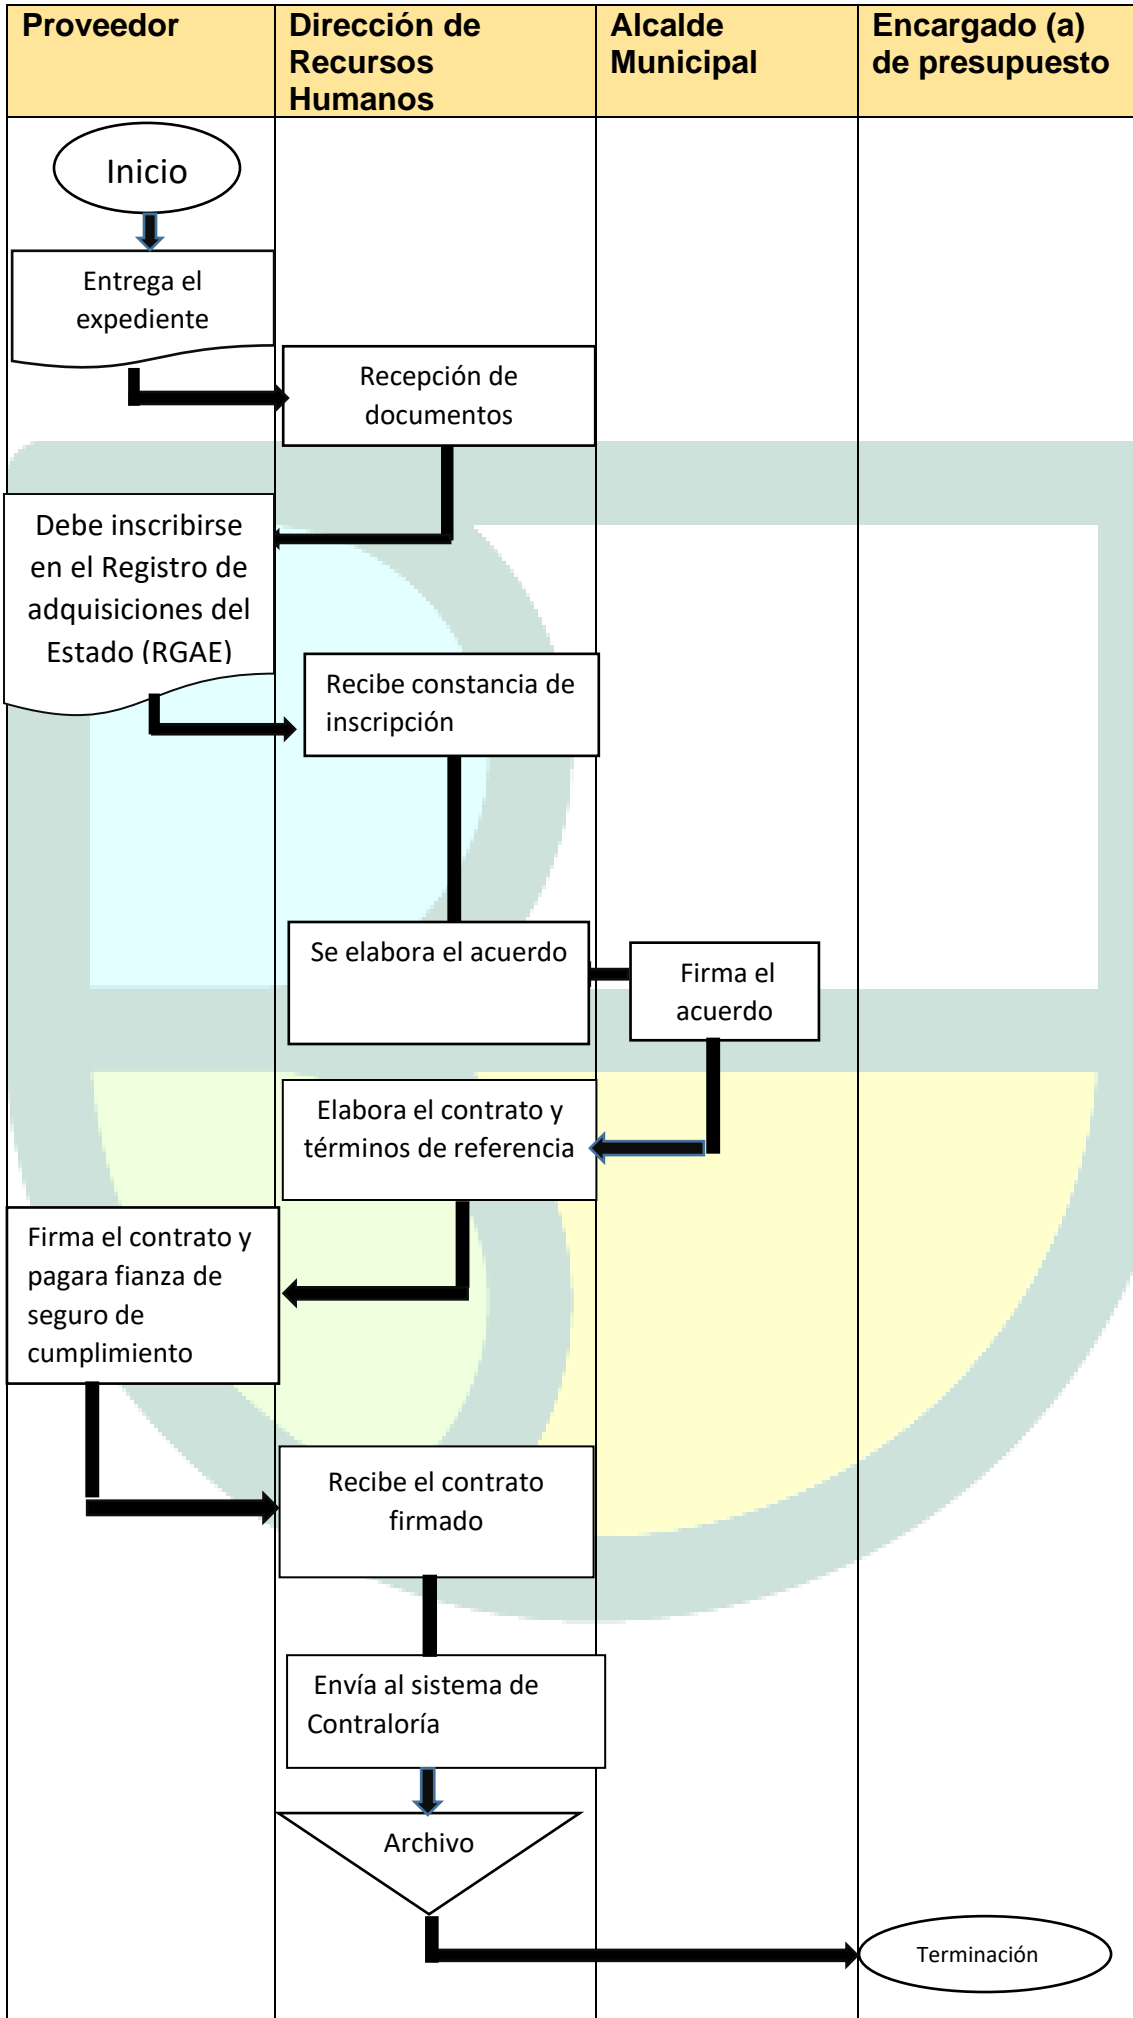 Proveedor
Dirección de
Recursos
Humanos
Alcalde
Municipal
Encargado (a)
de presupuesto
Inicio
Entrega el
expediente
Recepción de
documentos
Debe inscribirse
en el Registro de
adquisiciones del
Estado (RGAE)
Recibe constancia de
inscripción
Se elabora el acuerdo
Firma el
acuerdo
Elabora el contrato y
términos de referencia
Firma el contrato y
pagara fianza de
seguro de
cumplimiento
Recibe el contrato
firmado
Envía al sistema de
Contraloría
Archivo
Terminación